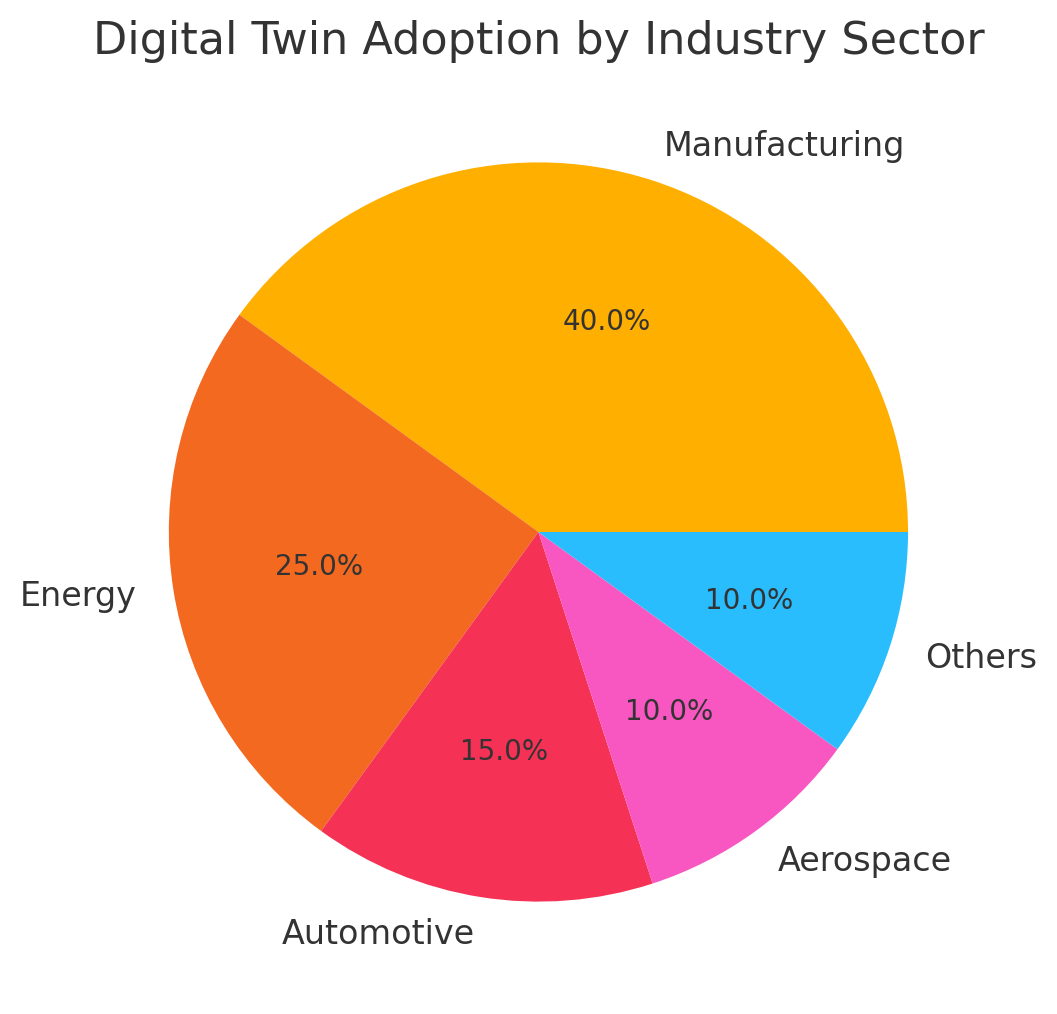 Digital Twin Adoption by Industry Sector
Manufacturing
40.0%
25.0%
Energy
10.0%
Others
10.0%
15.0%
Aerospace
Automotive